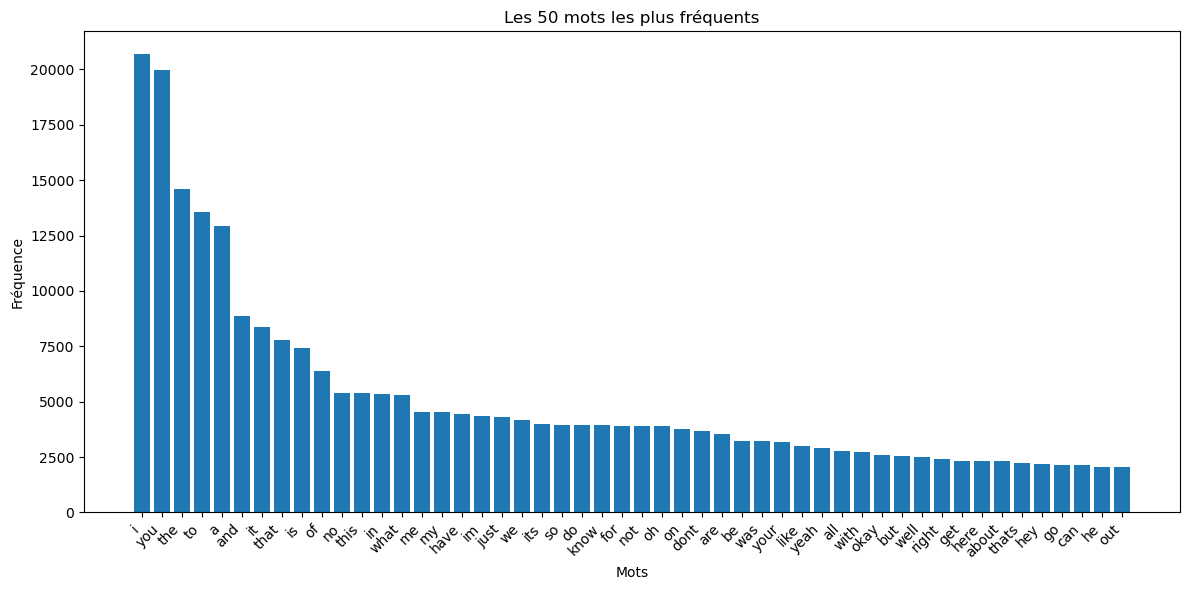 Les 50 mots les plus fréquents
Fréquence
20000
17500
15000
12500
10000
7500
5000
2500
0
i
you
the
to
a
and
it
that
is
of
no
this
in
what
me
my
have
im
just
we
its
so
do
know
for
not
oh
on
dont
are
be
was
your
like
yeah
all
with
okay
but
well
right
get
here
about
thats
hey
go
can
he
out
Mots